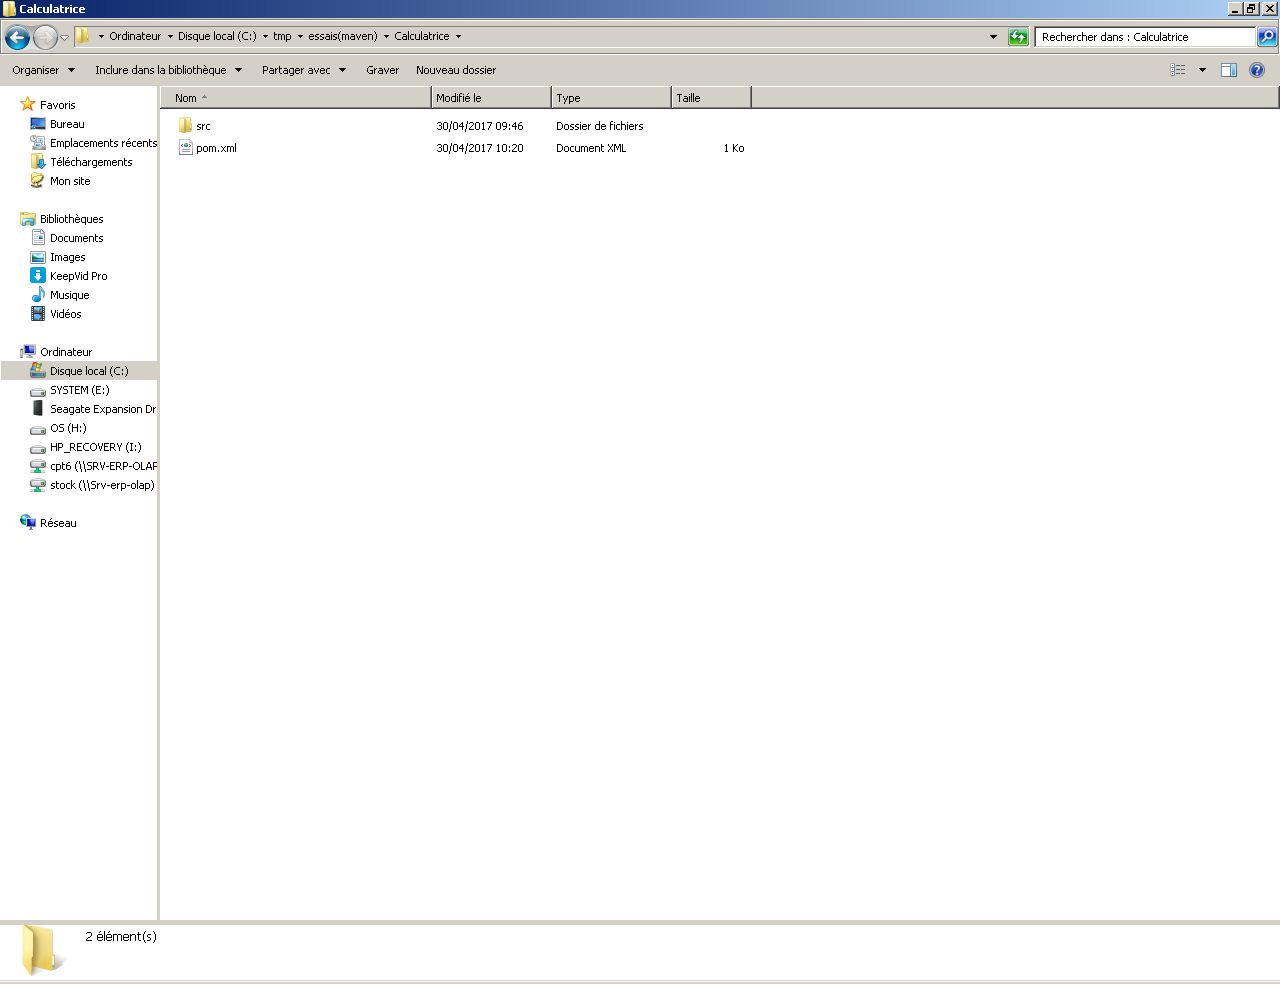 Calculatrice
Ordinateur Disque local (C:) tmp essais(maven) Calculatrice
Rechercher dans : Calculatrice
Organiser Inclure dans la bibliothèque Partager avec Graver Nouveau dossier
Nom Modifié le Type Taille
src 30/04/2017 09:46 Dossier de fichiers
pom.xml 30/04/2017 10:20 Document XML 1 Ko
Favoris
Bureau
Emplacements récents
Téléchargements
Mon site
Bibliothèques
Documents
Images
KeepVid Pro
Musique
Vidéos
Ordinateur
Disque local (C:)
SYSTEM (E:)
Seagate Expansion Dr
OS (H:)
HP_RECOVERY (I:)
cpt6 (\\SRV-ERP-OLAP
stock (\\Srv-erp-olap)
Réseau
2 élément(s)